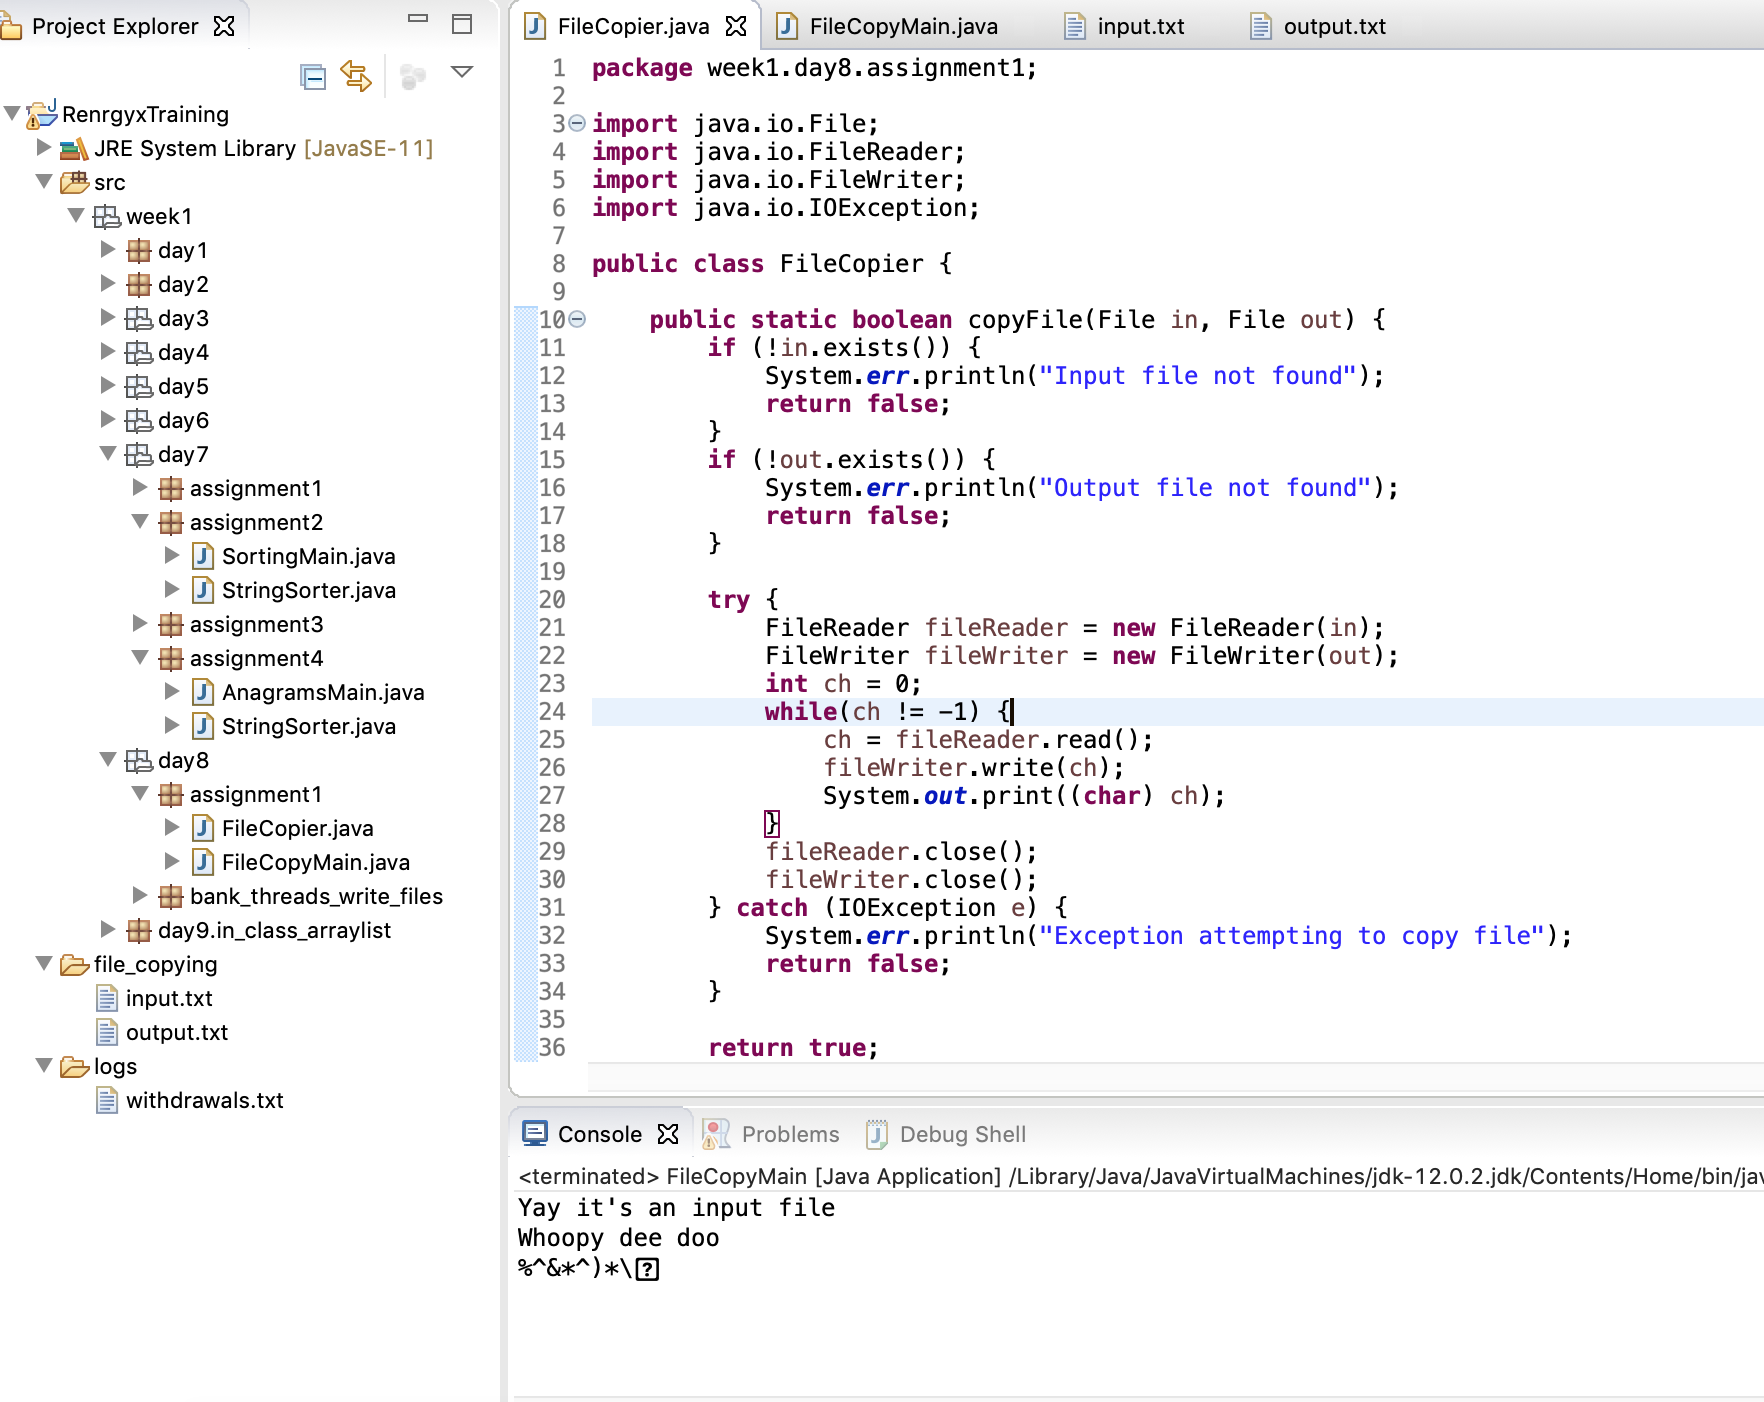 Project Explorer
RenrgyxTraining
JRE System Library [JavaSE-11]
src
week1
day1
day2
day3
day4
day5
day6
day7
assignment1
assignment2
SortingMain.java
StringSorter.java
assignment3
assignment4
AnagramsMain.java
StringSorter.java
day8
assignment1
FileCopier.java
FileCopyMain.java
bank_threads_write_files
day9.in_class_arraylist
file_copying
input.txt
output.txt
logs
withdrawals.txt
FileCopier.java FileCopyMain.java input.txt output.txt
1 package week1.day8.assignment1;
2
3 import java.io.File;
4 import java.io.FileReader;
5 import java.io.FileWriter;
6 import java.io.IOException;
7
8 public class FileCopier {
9
10 public static boolean copyFile(File in, File out) {
11 if (!in.exists()) {
12 System.err.println("Input file not found");
13 return false;
14 }
15 if (!out.exists()) {
16 System.err.println("Output file not found");
17 return false;
18 }
19
20 try {
21 FileReader fileReader = new FileReader(in);
22 FileWriter fileWriter = new FileWriter(out);
23 int ch = 0;
24 while(ch != -1) {
25 ch = fileReader.read();
26 fileWriter.write(ch);
27 System.out.print((char) ch);
28 }
29 fileReader.close();
30 fileWriter.close();
31 } catch (IOException e) {
32 System.err.println("Exception attempting to copy file");
33 return false;
34 }
35
36 return true;
Console Problems Debug Shell
<terminated> FileCopyMain [Java Application] /Library/Java/JavaVirtualMachines/jdk-12.0.2.jdk/Contents/Home/bin/jav
Yay it's an input file
Whoopy dee doo
%^&*^)*\?